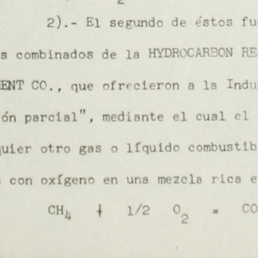 2
2).- El segundo de éstos fu
s combinados de la HYDROCARBON RE
ENT CO., que ofrecieron a la Indu
ón parcial", mediante el cual el
quier otro gas o líquido combustib
con oxígeno en una mezcla rica e
CH4 + 1/2 O2 = CO